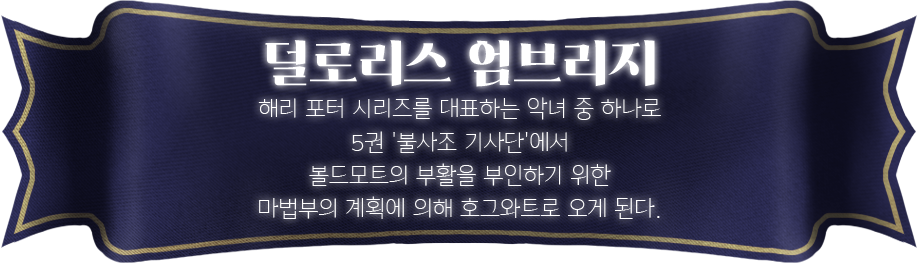 덜로리스 엄브리지
해리 포터 시리즈를 대표하는 악녀 중 하나로
5권 '불사조 기사단'에서
볼드모트의 부활을 부인하기 위한
마법부의 계획에 의해 호그와트로 오게 된다.